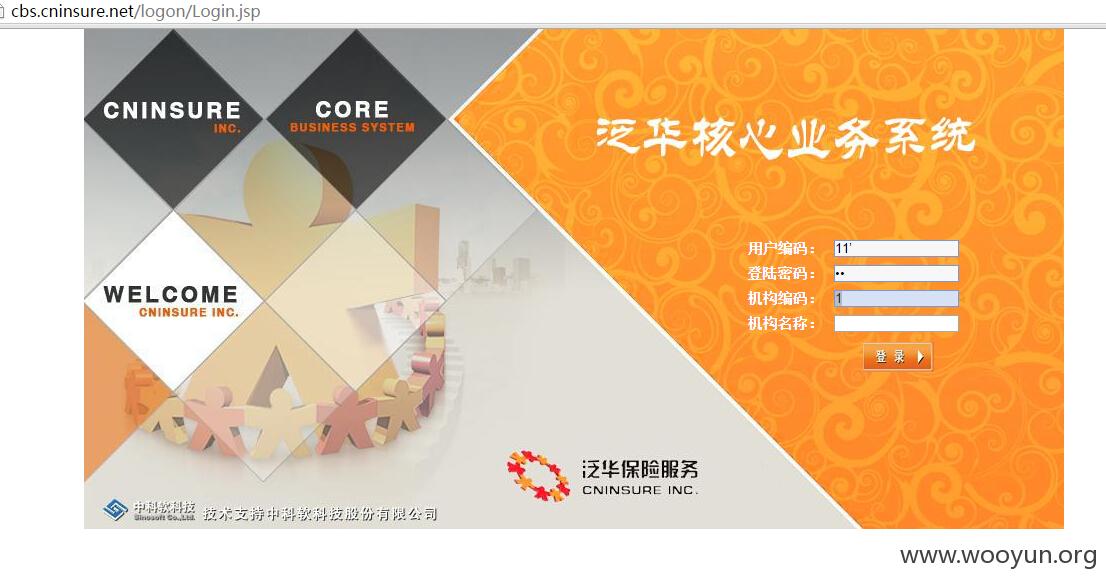 cbs.cninsure.net/logon/Login.jsp
CNINSURE
INC.
CORE
BUSINESS SYSTEM
泛华核心业务系统
用户编码： 11'
登陆密码： ••
机构编码： 1
机构名称：
登 录
WELCOME
CNINSURE INC.
泛华保险服务
CNINSURE INC.
中科软科技
Sinosoft Co.,Ltd.
技术支持中科软科技股份有限公司
www.wooyun.org